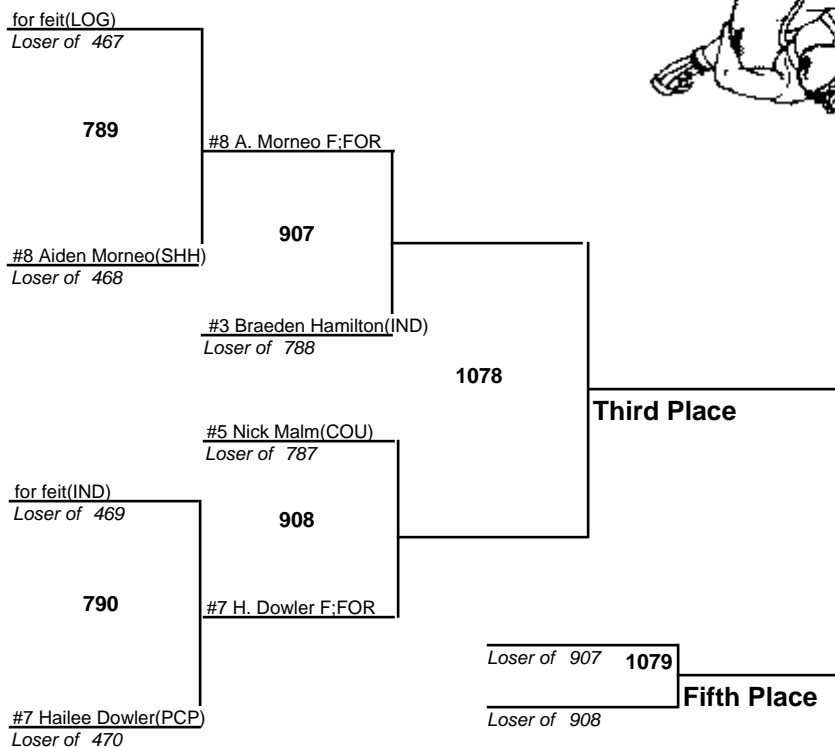 for feit(LOG)
Loser of 467
789
#8 A. Morneo F;FOR
907
#8 Aiden Morneo(SHH)
Loser of 468
#3 Braeden Hamilton(IND)
Loser of 788
1078
Third Place
#5 Nick Malm(COU)
Loser of 787
for feit(IND)
Loser of 469
908
790
#7 H. Dowler F;FOR
Loser of 907 1079
Fifth Place
#7 Hailee Dowler(PCP)
Loser of 470
Loser of 908